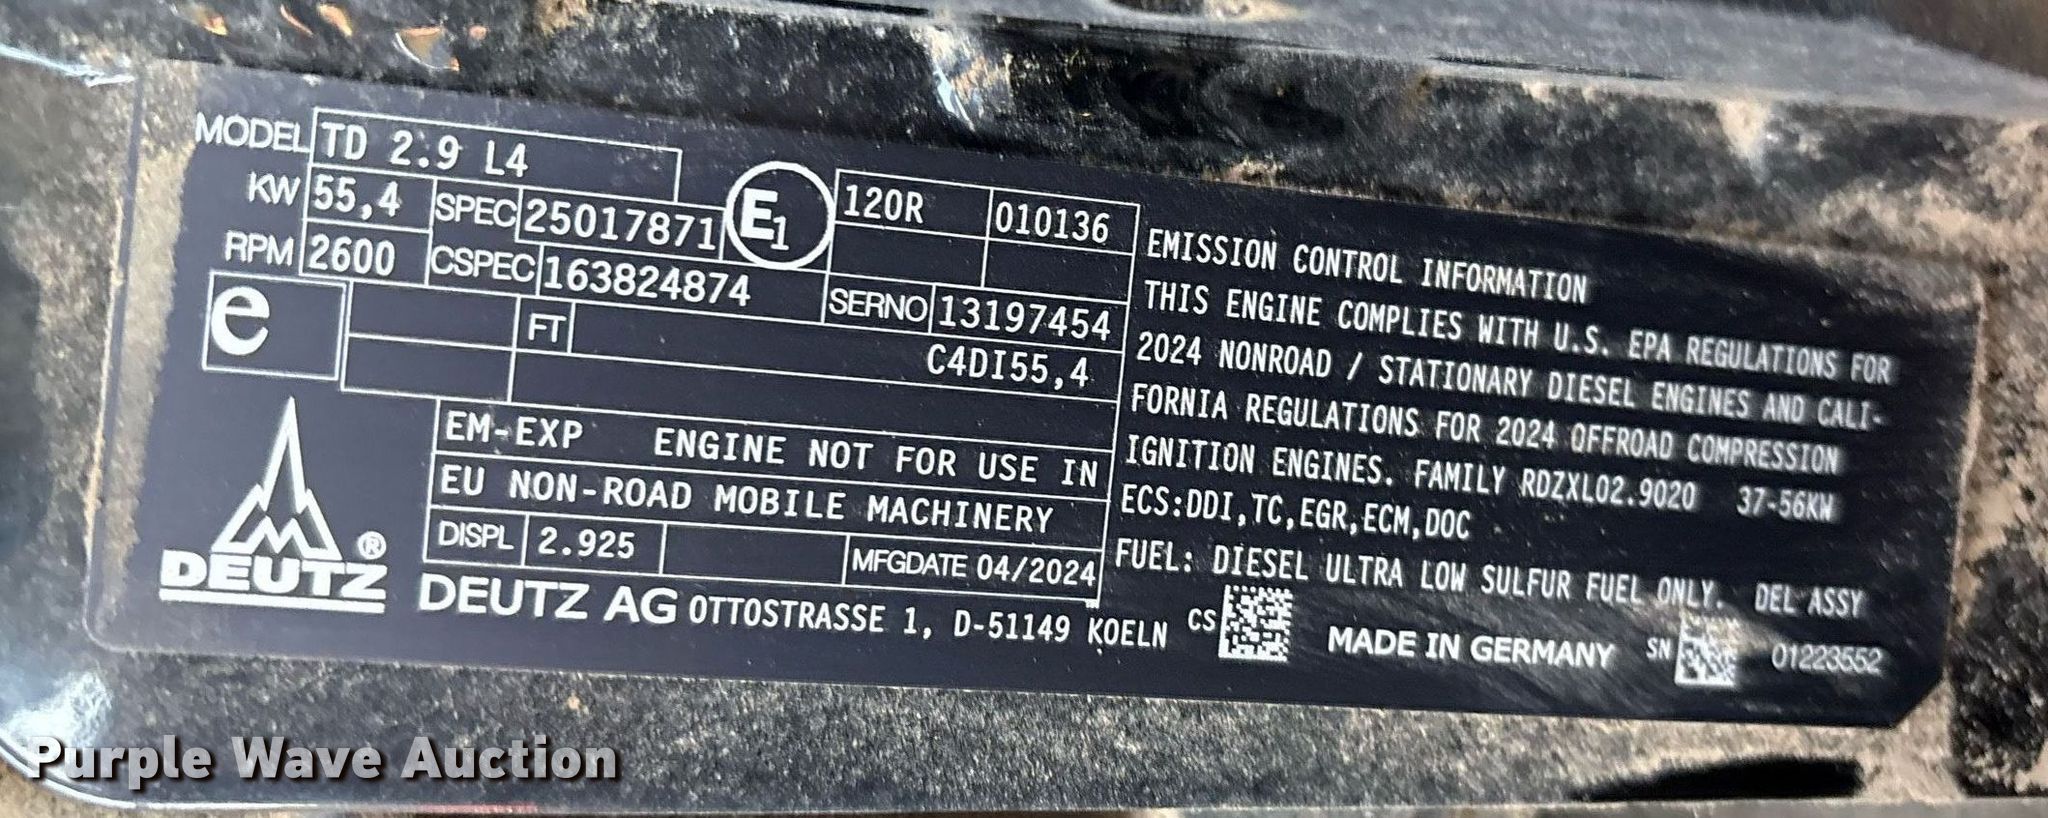 MODEL TD 2.9 L4
KW 55,4 SPEC 25017871 E1 120R 010136
RPM 2600 CSPEC 163824874 SERNO 13197454
e FT C4DI55,4
EM-EXP ENGINE NOT FOR USE IN
EU NON-ROAD MOBILE MACHINERY
DISPL 2.925 MFGDATE 04/2024
DEUTZ®
DEUTZ AG OTTOSTRASSE 1, D-51149 KOELN
EMISSION CONTROL INFORMATION
THIS ENGINE COMPLIES WITH U.S. EPA REGULATIONS FOR
2024 NONROAD / STATIONARY DIESEL ENGINES AND CALI-
FORNIA REGULATIONS FOR 2024 OFFROAD COMPRESSION
IGNITION ENGINES. FAMILY RDZXL02.9020 37-56KW
ECS:DDI,TC,EGR,ECM,DOC
FUEL: DIESEL ULTRA LOW SULFUR FUEL ONLY. DEL ASSY
CS MADE IN GERMANY SN 01223552
Purple Wave Auction